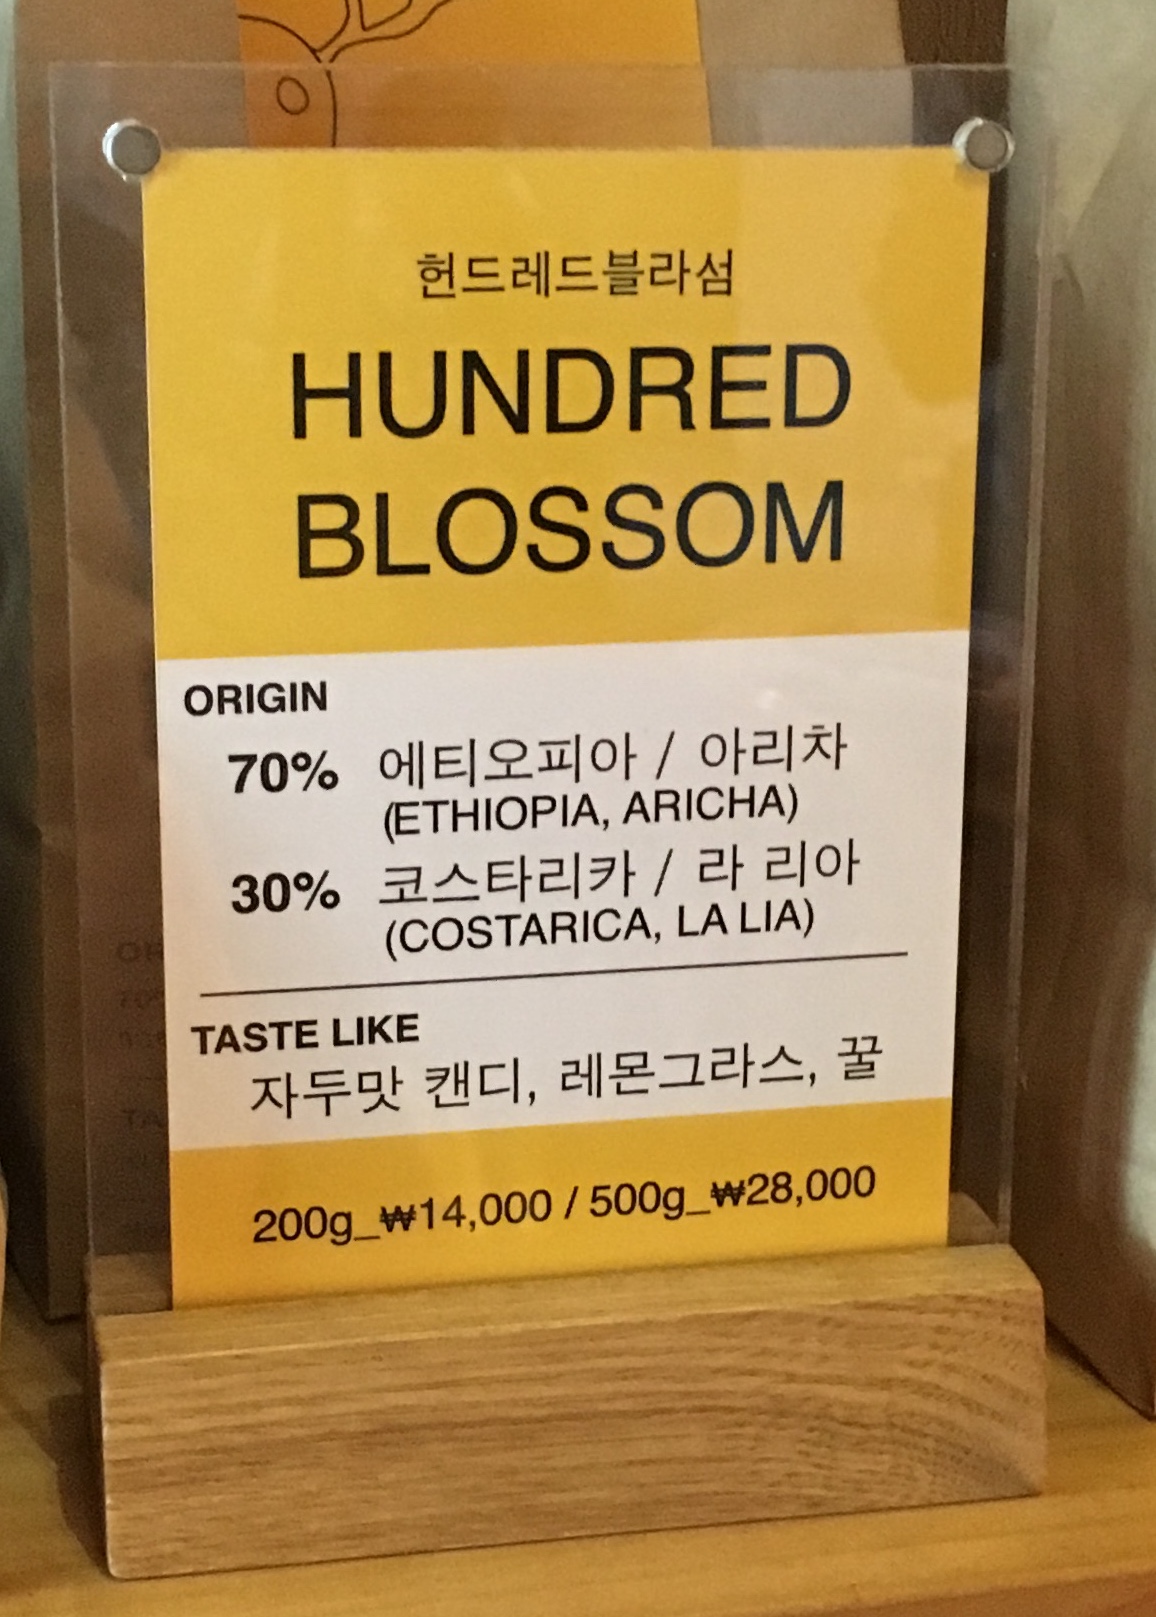 헌드레드블라섬
HUNDRED
BLOSSOM
ORIGIN
70% 에티오피아 / 아리차
(ETHIOPIA, ARICHA)
30% 코스타리카 / 라 리아
(COSTARICA, LA LIA)
TASTE LIKE
자두맛 캔디, 레몬그라스, 꿀
200g_₩14,000 / 500g_₩28,000